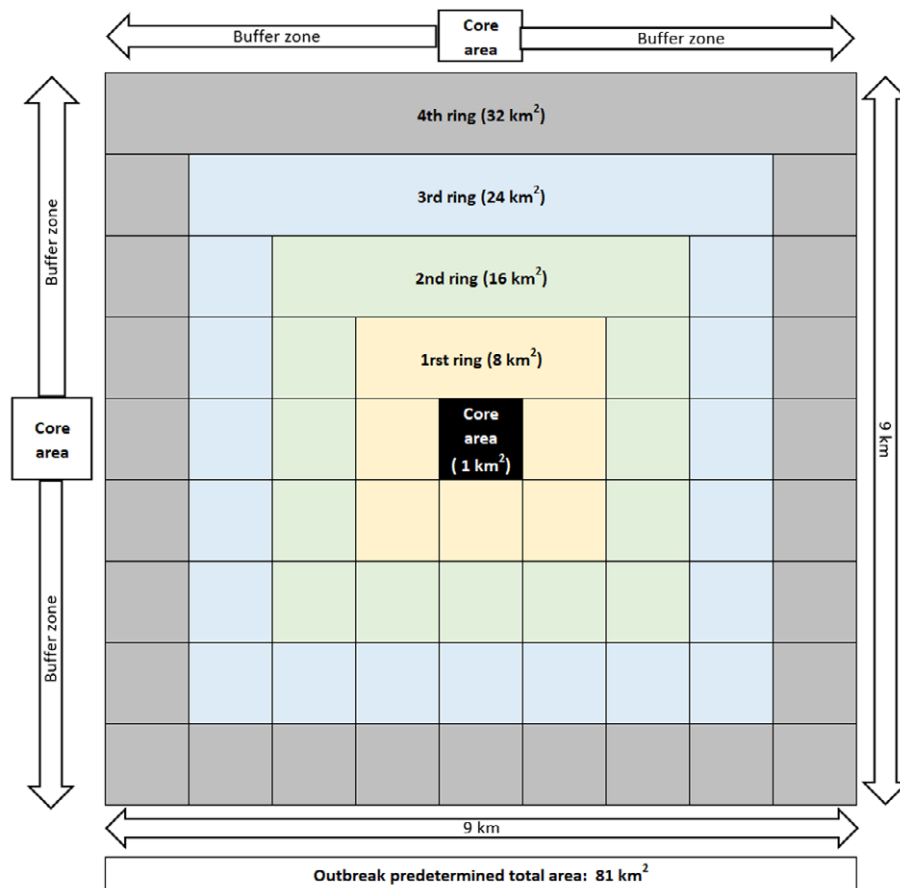 Core
area
Buffer zone
Buffer zone
4th ring (32 km²)
3rd ring (24 km²)
Buffer zone
2nd ring (16 km²)
1rst ring (8 km²)
Core
area
Core
area
( 1 km²)
9 km
Buffer zone
9 km
Outbreak predetermined total area: 81 km²